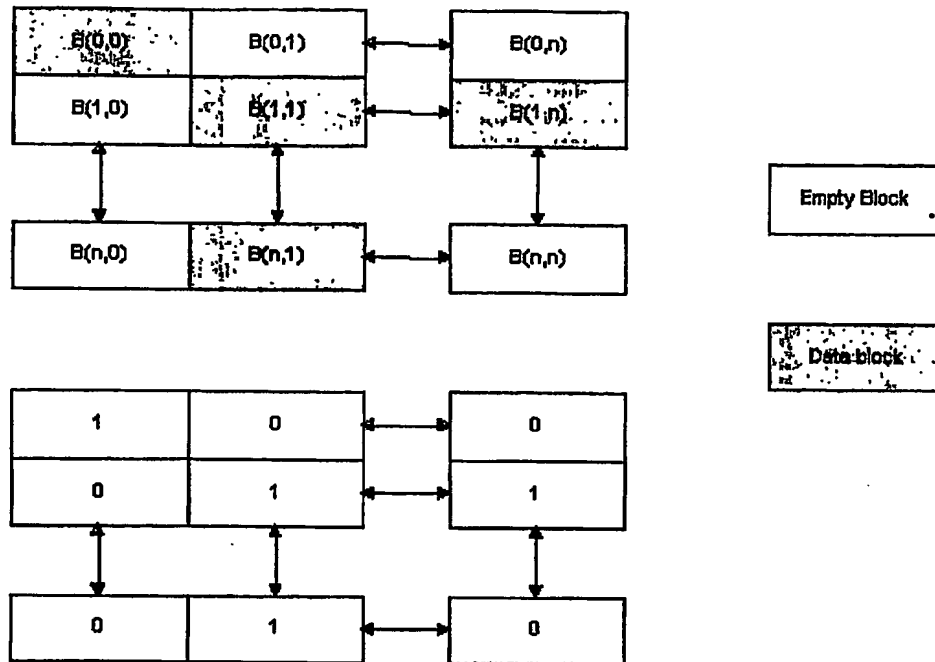 B(0,0) B(0,1) B(0,n)
B(1,0) B(1,1) B(1,n)
Empty Block
B(n,0) B(n,1) B(n,n)
Data block
1 0 0
0 1 1
0 1 0